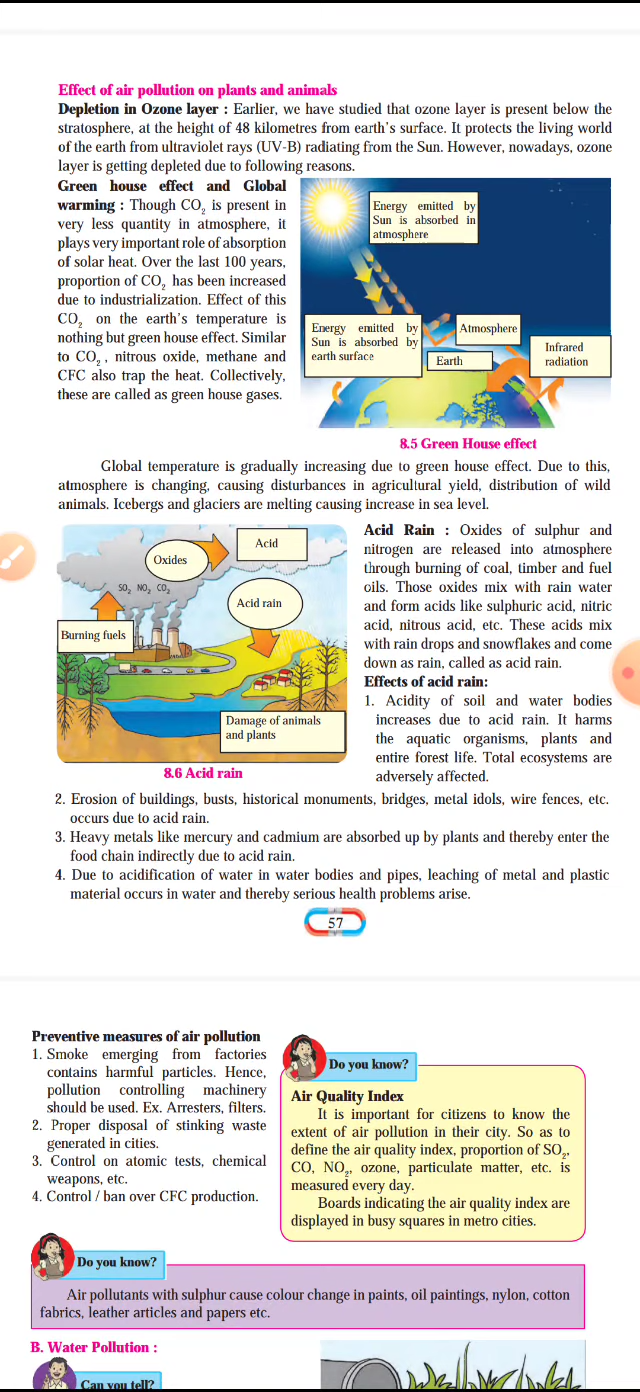 Effect of air pollution on plants and animals
Depletion in Ozone layer : Earlier, we have studied that ozone layer is present below the
stratosphere, at the height of 48 kilometres from earth's surface. It protects the living world
of the earth from ultraviolet rays (UV-B) radiating from the Sun. However, nowadays, ozone
layer is getting depleted due to following reasons.
Green house effect and Global
warming : Though CO₂ is present in
very less quantity in atmosphere, it
plays very important role of absorption
of solar heat. Over the last 100 years,
proportion of CO₂ has been increased
due to industrialization. Effect of this
CO₂ on the earth's temperature is
nothing but green house effect. Similar
to CO₂ , nitrous oxide, methane and
CFC also trap the heat. Collectively,
these are called as green house gases.
Energy emitted by
Sun is absorbed in
atmosphere
Energy emitted by
Sun is absorbed by
earth surface
Atmosphere
Earth
Infrared
radiation
8.5 Green House effect
Global temperature is gradually increasing due to green house effect. Due to this,
atmosphere is changing, causing disturbances in agricultural yield, distribution of wild
animals. Icebergs and glaciers are melting causing increase in sea level.
Acid
Oxides
SO₂ NO₂ CO₂
Acid rain
Burning fuels
Damage of animals
and plants
8.6 Acid rain
Acid Rain : Oxides of sulphur and
nitrogen are released into atmosphere
through burning of coal, timber and fuel
oils. Those oxides mix with rain water
and form acids like sulphuric acid, nitric
acid, nitrous acid, etc. These acids mix
with rain drops and snowflakes and come
down as rain, called as acid rain.
Effects of acid rain:
1. Acidity of soil and water bodies
increases due to acid rain. It harms
the aquatic organisms, plants and
entire forest life. Total ecosystems are
adversely affected.
2. Erosion of buildings, busts, historical monuments, bridges, metal idols, wire fences, etc.
occurs due to acid rain.
3. Heavy metals like mercury and cadmium are absorbed up by plants and thereby enter the
food chain indirectly due to acid rain.
4. Due to acidification of water in water bodies and pipes, leaching of metal and plastic
material occurs in water and thereby serious health problems arise.
57
Preventive measures of air pollution
1. Smoke emerging from factories
contains harmful particles. Hence,
pollution controlling machinery
should be used. Ex. Arresters, filters.
2. Proper disposal of stinking waste
generated in cities.
3. Control on atomic tests, chemical
weapons, etc.
4. Control / ban over CFC production.
Do you know?
Air Quality Index
It is important for citizens to know the
extent of air pollution in their city. So as to
define the air quality index, proportion of SO₂,
CO, NO₂, ozone, particulate matter, etc. is
measured every day.
Boards indicating the air quality index are
displayed in busy squares in metro cities.
Do you know?
Air pollutants with sulphur cause colour change in paints, oil paintings, nylon, cotton
fabrics, leather articles and papers etc.
B. Water Pollution :
Can you tell?